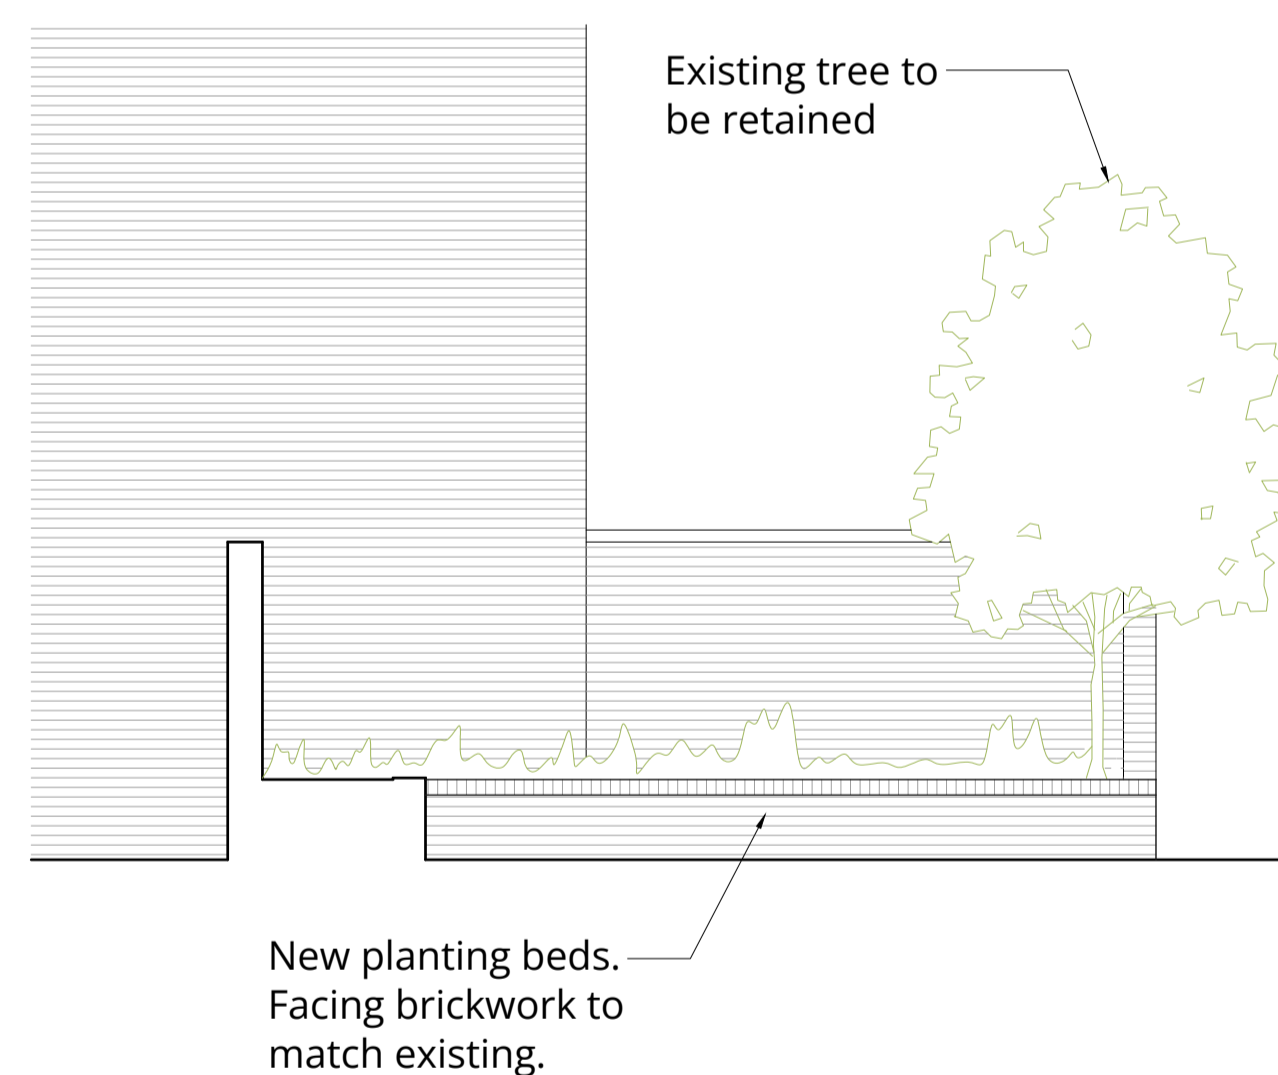 Existing tree to
be retained
New planting beds.
Facing brickwork to
match existing.